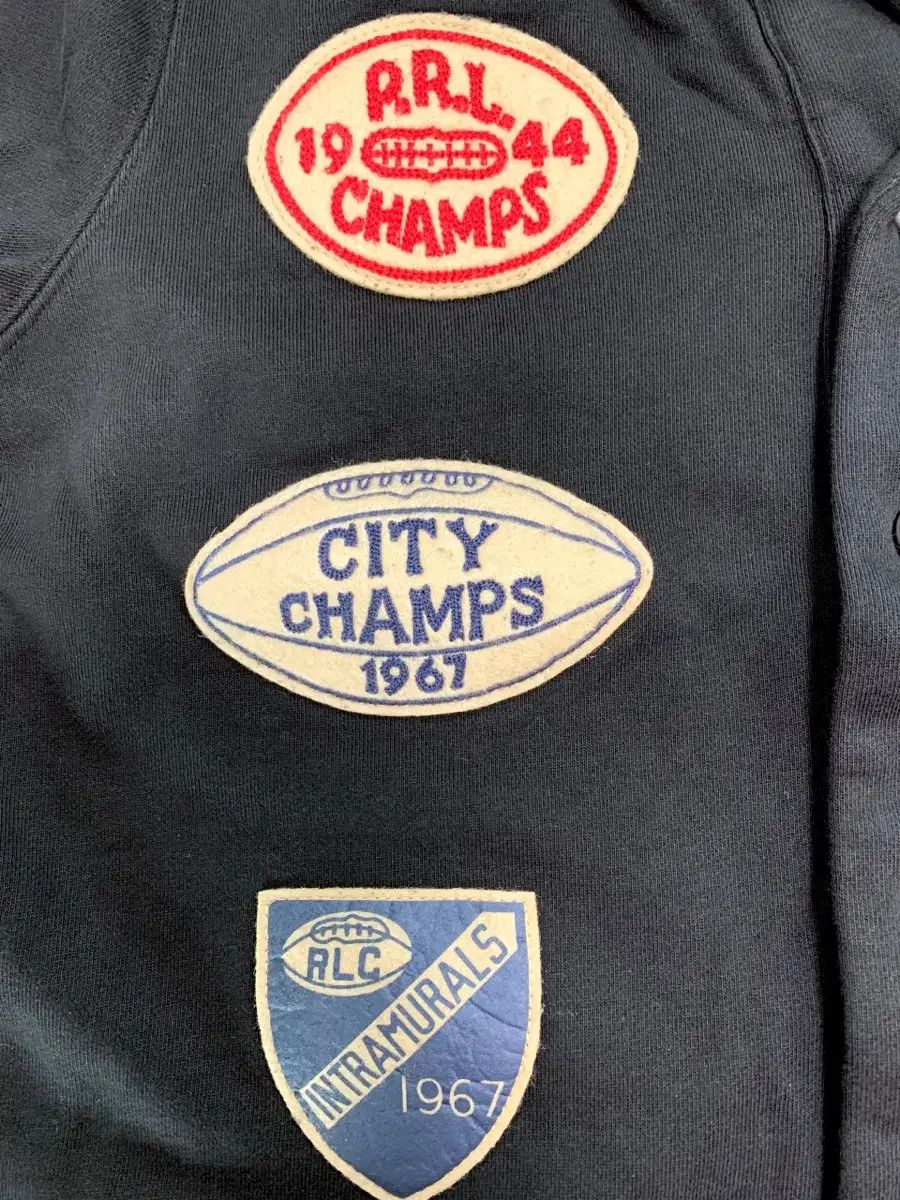 P.R.L.
19 44
CHAMPS
CITY
CHAMPS
1967
RLC
INTRAMURALS
1967